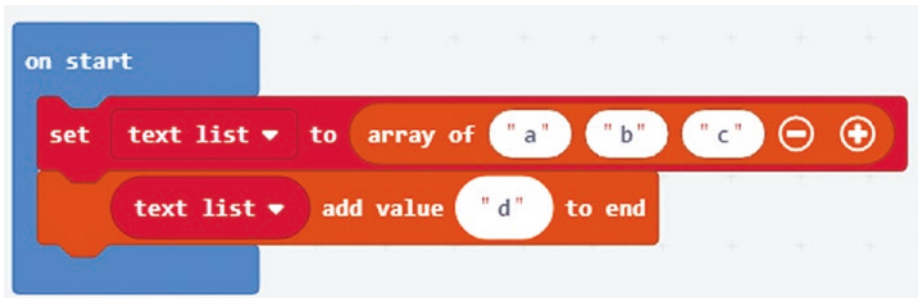 on start
set text list to array of "a" "b" "c"
text list add value "d" to end